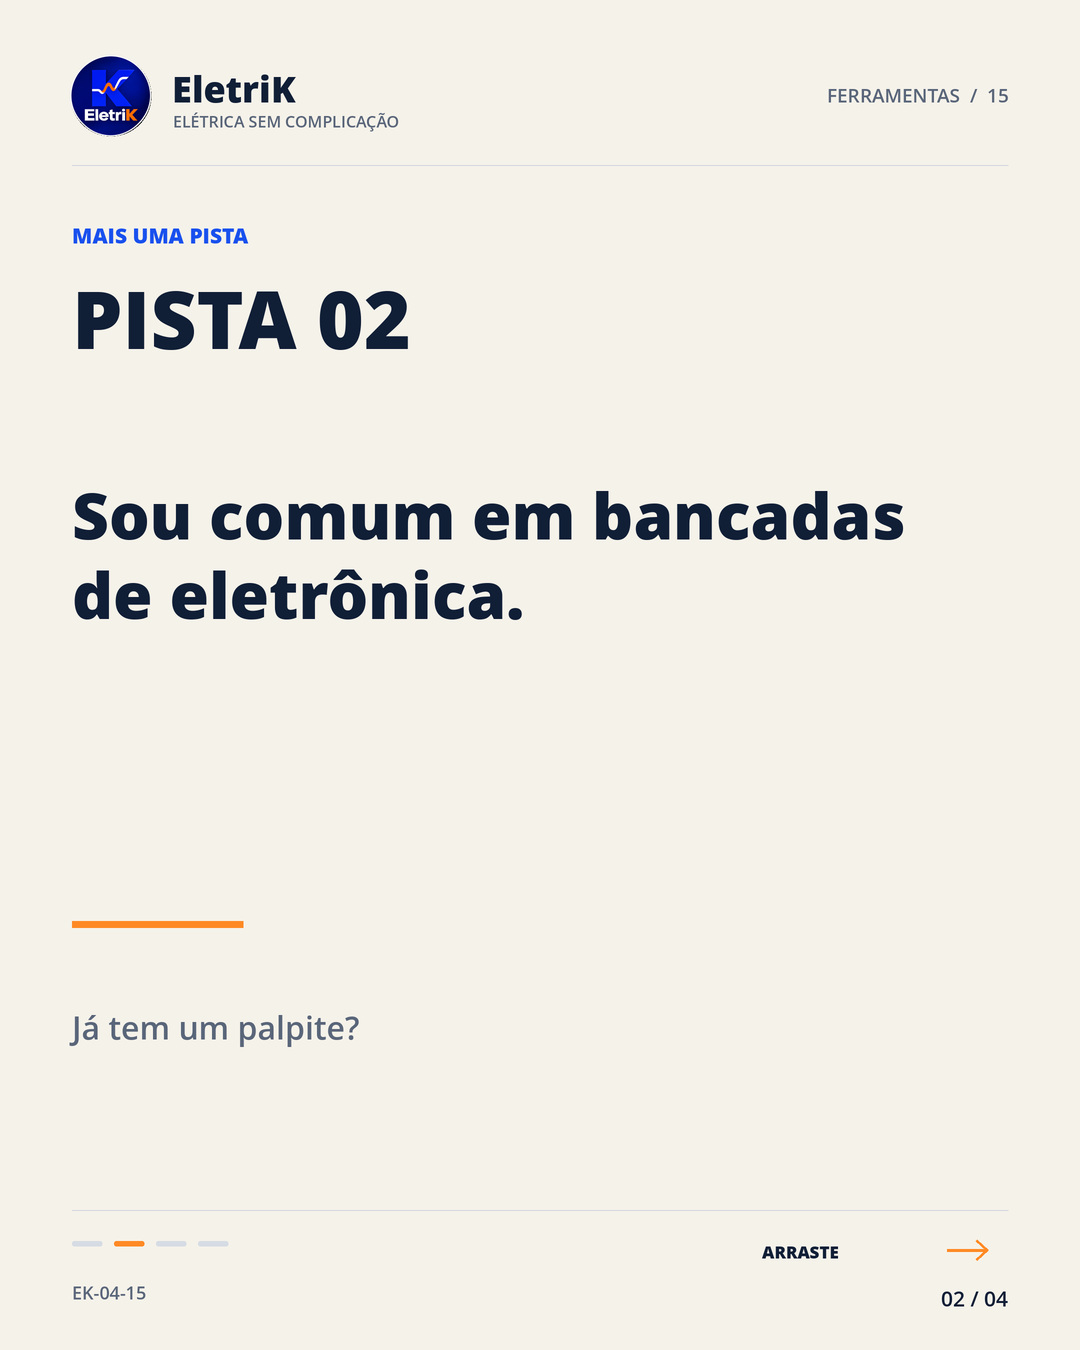 EletriK
EletriK
ELÉTRICA SEM COMPLICAÇÃO
FERRAMENTAS / 15
MAIS UMA PISTA
PISTA 02
Sou comum em bancadas
de eletrônica.
Já tem um palpite?
ARRASTE
EK-04-15
02 / 04